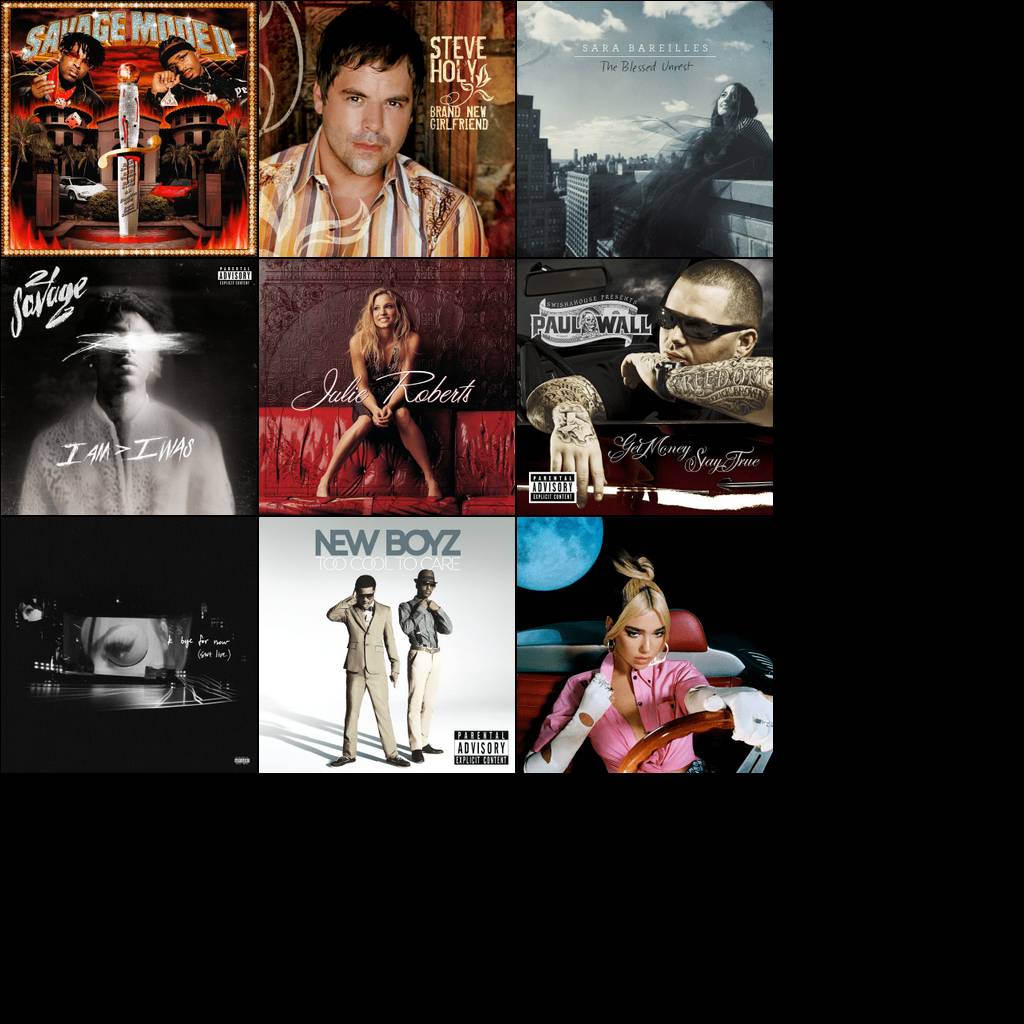 SAVAGE MODE II
STEVE
HOLY
BRAND NEW
GIRLFRIEND
SARA BAREILLES
The Blessed Unrest
21
Savage
PARENTAL
ADVISORY
EXPLICIT CONTENT
I AM > I WAS
Julie Roberts
SWISHAHOUSE PRESENTS
PAUL WALL
FREEDOM
Get Money
Stay True
PARENTAL
ADVISORY
EXPLICIT CONTENT
k bye for now
(swt live)
NEW BOYZ
TOO COOL TO CARE
PARENTAL
ADVISORY
EXPLICIT CONTENT